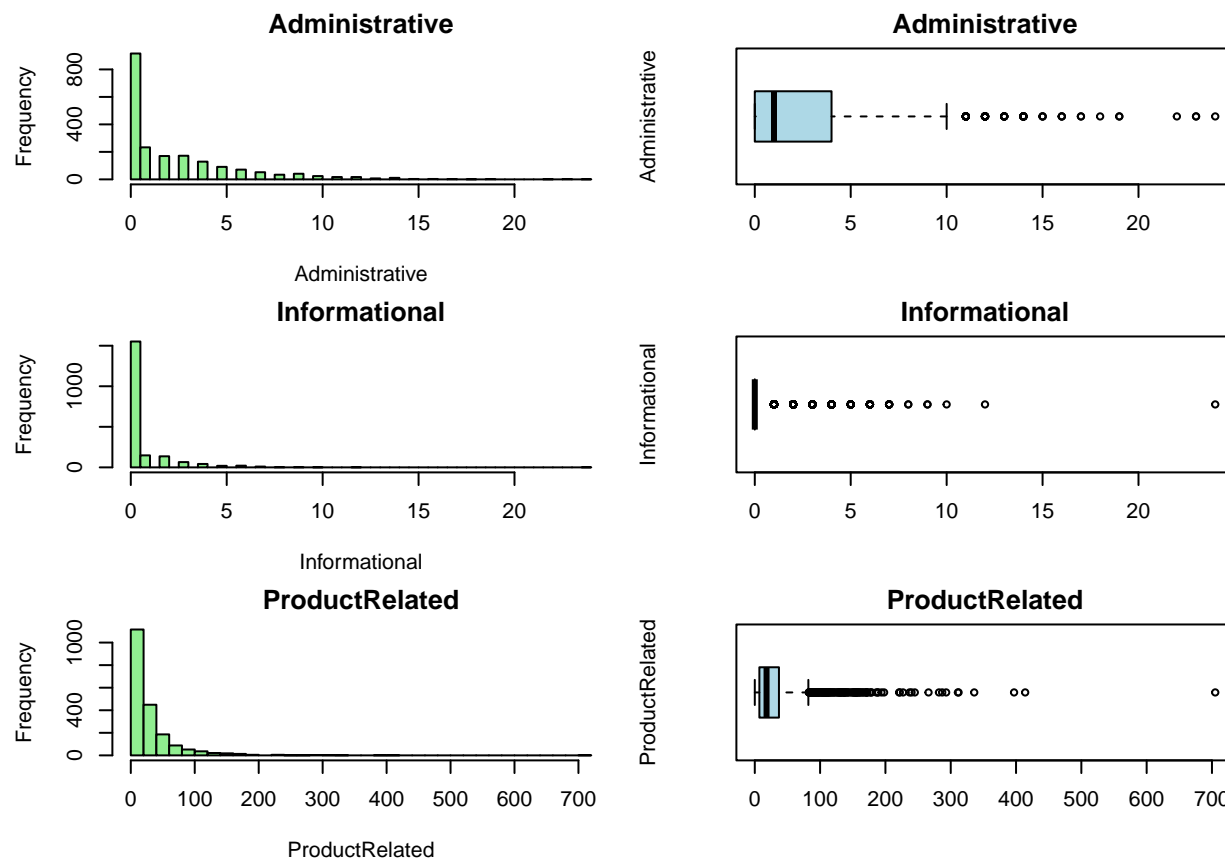 Administrative
Frequency
0 400 800
0 5 10 15 20
Administrative
Administrative
Administrative
0 5 10 15 20
Informational
Frequency
0 1000
0 5 10 15 20
Informational
Informational
Informational
0 5 10 15 20
ProductRelated
Frequency
0 400 1000
0 100 200 300 400 500 600 700
ProductRelated
ProductRelated
ProductRelated
0 100 200 300 400 500 600 700